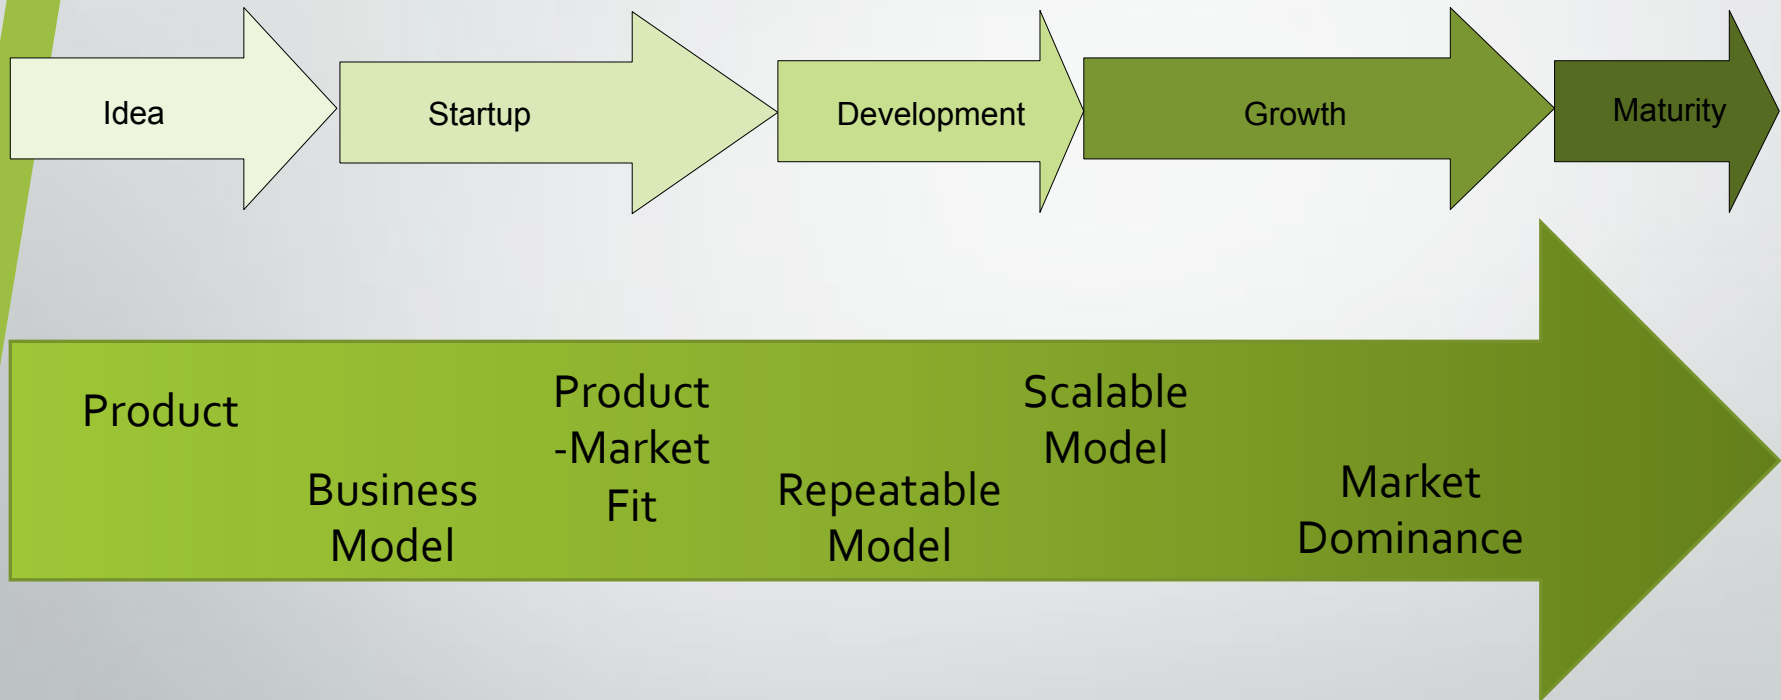 Idea
Startup
Development
Growth
Maturity
Product
Business
Model
Product
-Market
Fit
Repeatable
Model
Scalable
Model
Market
Dominance